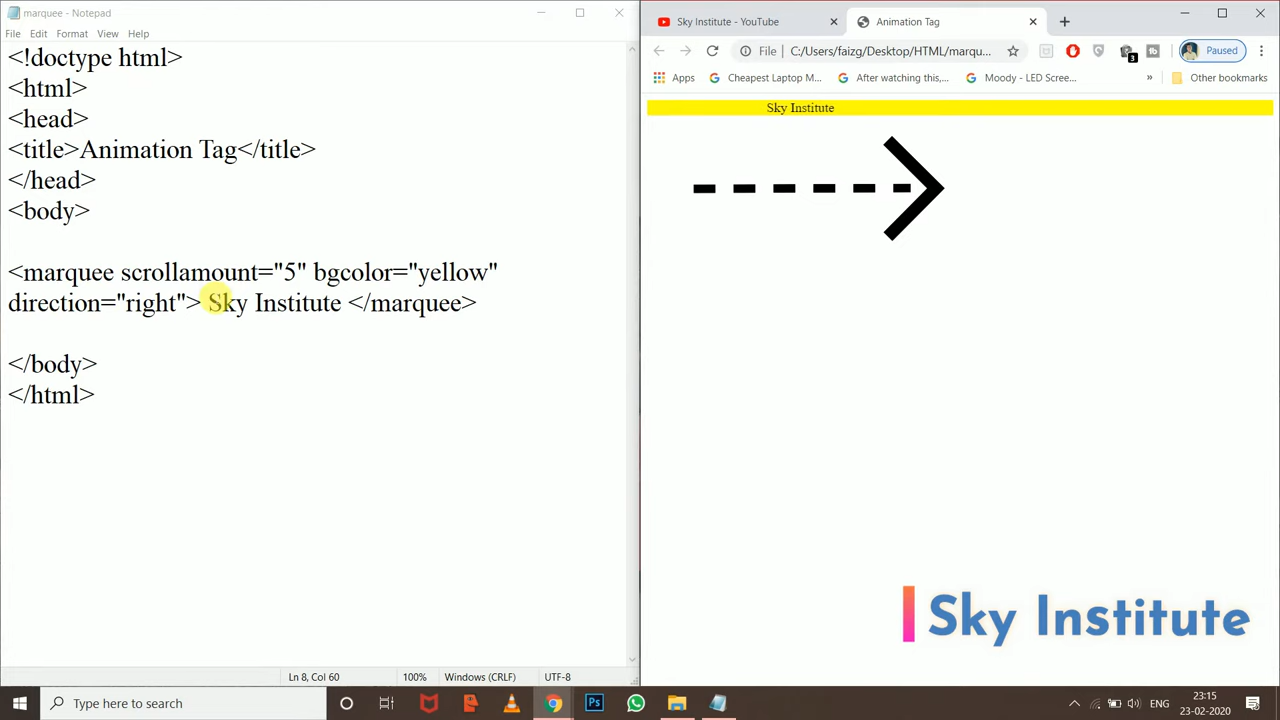 marquee - Notepad
File Edit Format View Help
<!doctype html>
<html>
<head>
<title>Animation Tag</title>
</head>
<body>
<marquee scrollamount="5" bgcolor="yellow"
direction="right"> Sky Institute </marquee>
</body>
</html>
Ln 8, Col 60 100% Windows (CRLF) UTF-8
Sky Institute - YouTube Animation Tag
File C:/Users/faizg/Desktop/HTML/marqu... Paused
3
Apps Cheapest Laptop M... After watching this,... Moody - LED Scree... » Other bookmarks
Sky Institute
Sky Institute
Type here to search
Ps
ENG
23:15
23-02-2020